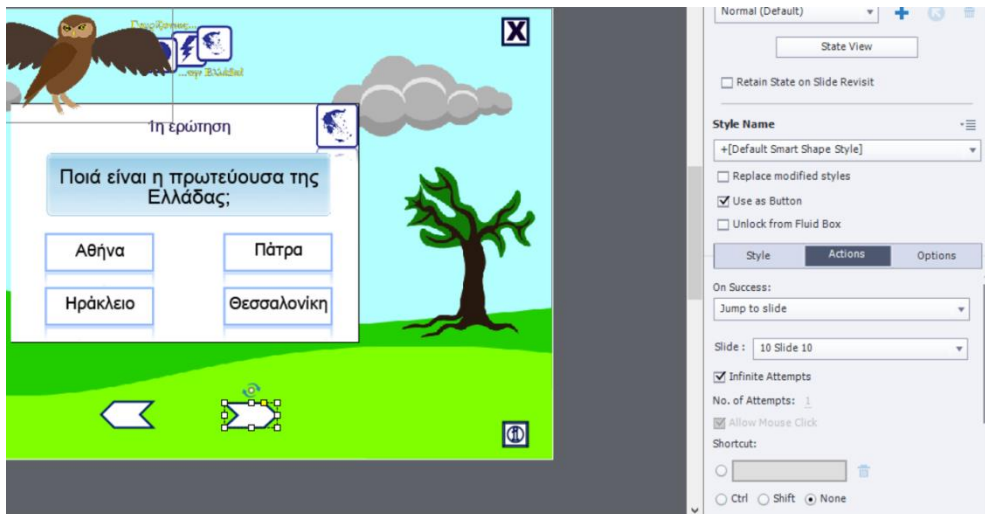 Normal (Default)
State View
Retain State on Slide Revisit
Style Name
+[Default Smart Shape Style]
Replace modified styles
Use as Button
Unlock from Fluid Box
Style Actions Options
On Success:
Jump to slide
Slide : 10 Slide 10
Infinite Attempts
No. of Attempts: 1
Allow Mouse Click
Shortcut:
Ctrl Shift None
X
1η ερώτηση
Ποιά είναι η πρωτεύουσα της
Ελλάδας;
Αθήνα Πάτρα
Ηράκλειο Θεσσαλονίκη